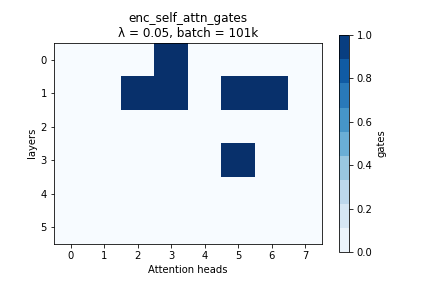 enc_self_attn_gates
λ = 0.05, batch = 101k
0
1
2
3
4
5
layers
0 1 2 3 4 5 6 7
Attention heads
1.0
0.8
0.6
0.4
0.2
0.0
gates